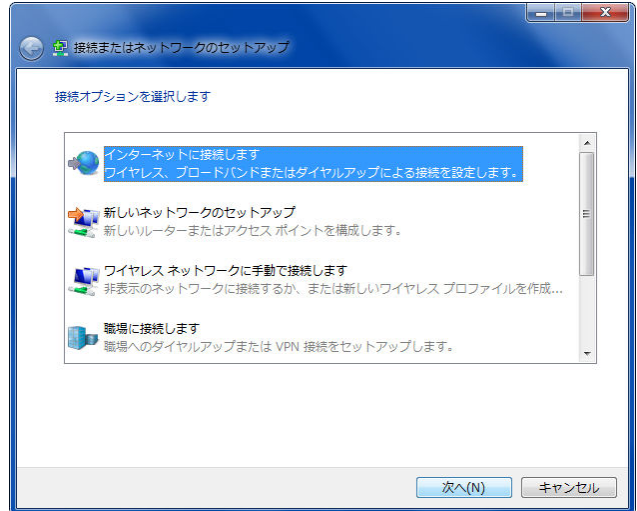 接続またはネットワークのセットアップ
接続オプションを選択します
インターネットに接続します
ワイヤレス、ブロードバンドまたはダイヤルアップによる接続を設定します。
新しいネットワークのセットアップ
新しいルーターまたはアクセス ポイントを構成します。
ワイヤレス ネットワークに手動で接続します
非表示のネットワークに接続するか、または新しいワイヤレス プロファイルを作成...
職場に接続します
職場へのダイヤルアップまたは VPN 接続をセットアップします。
次へ(N) キャンセル